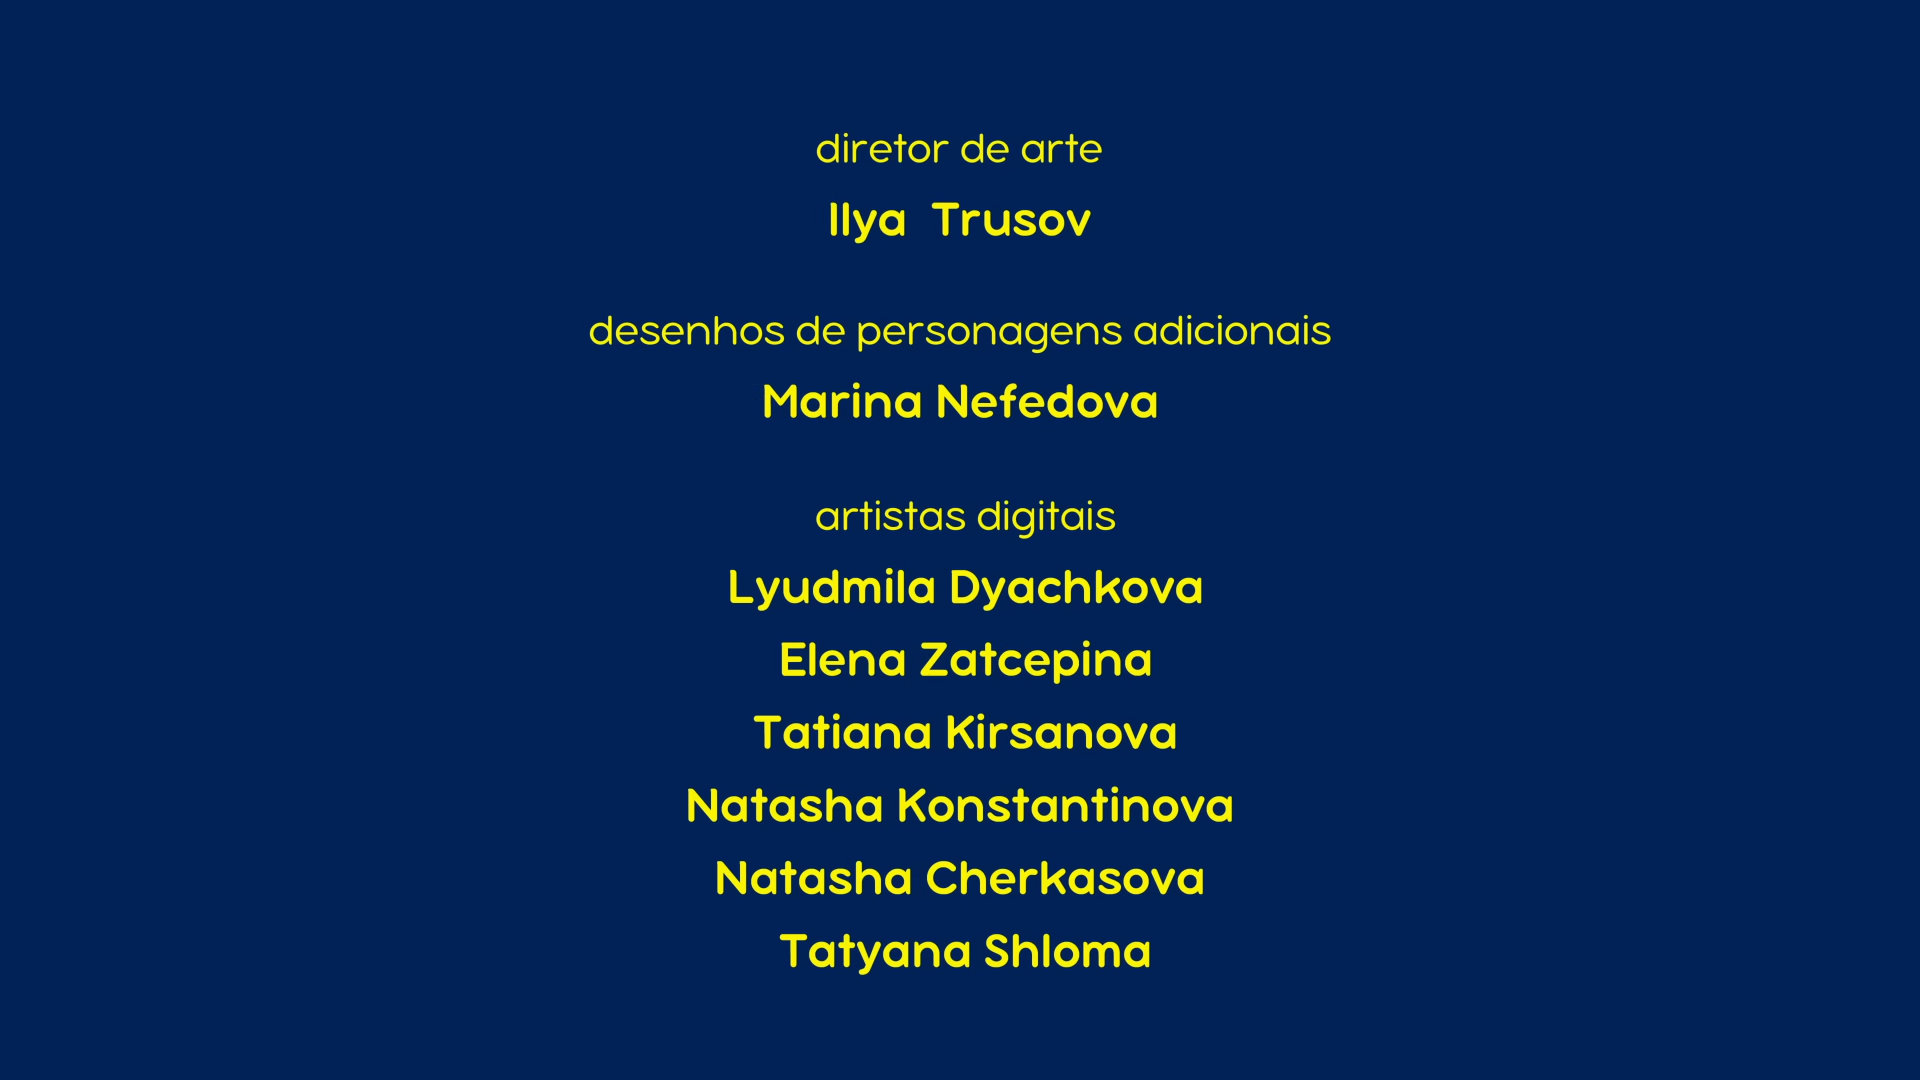 diretor de arte
Ilya  Trusov
desenhos de personagens adicionais
Marina Nefedova
artistas digitais
Lyudmila Dyachkova
Elena Zatcepina
Tatiana Kirsanova
Natasha Konstantinova
Natasha Cherkasova
Tatyana Shloma